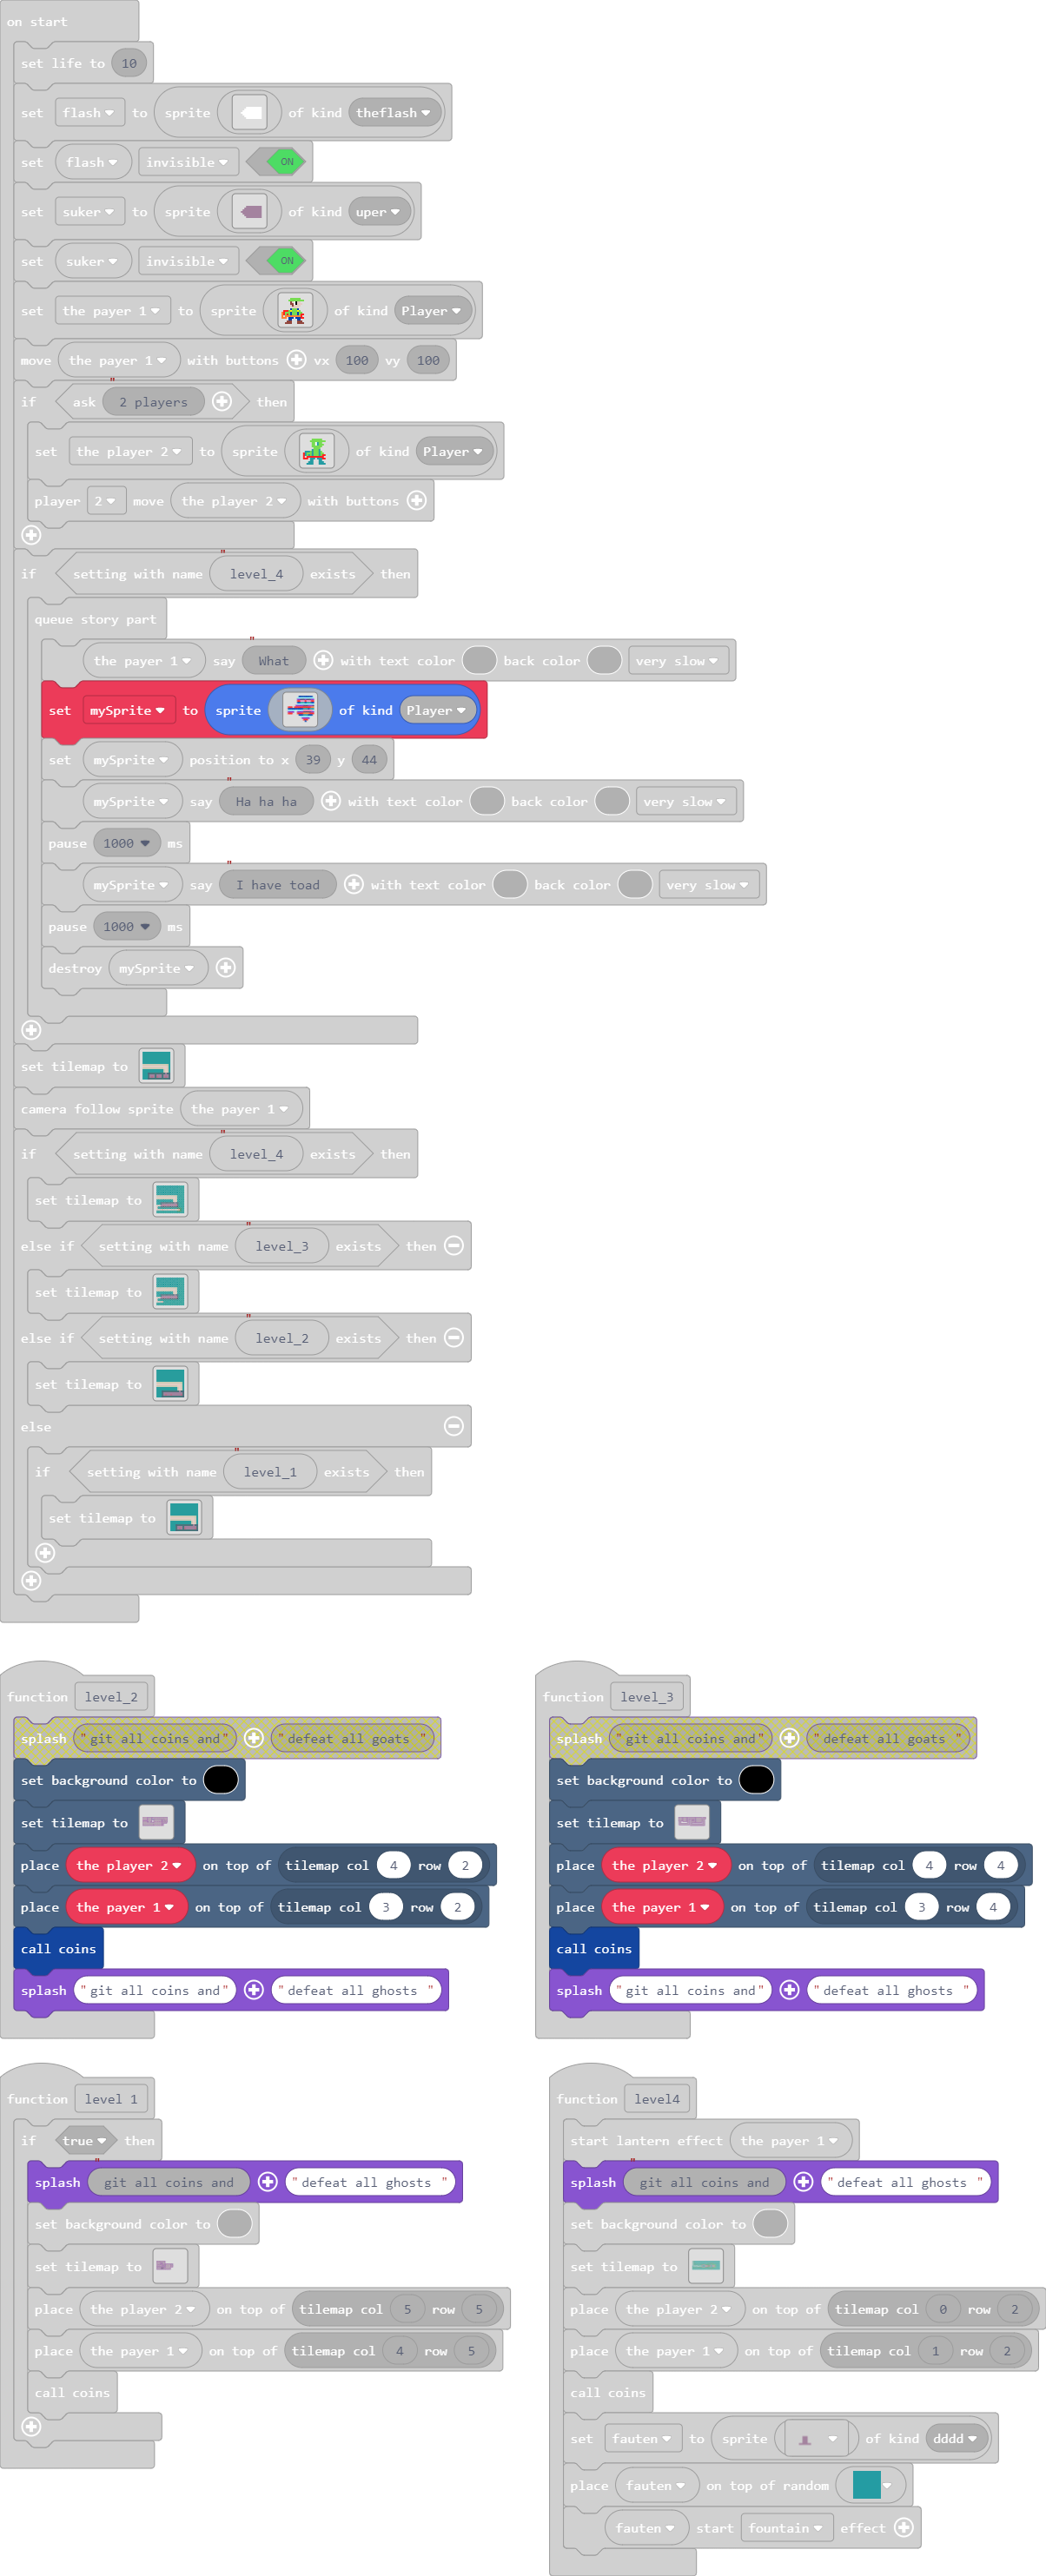 on start
set life to 10
set flash to sprite of kind theflash
set flash invisible ON
set suker to sprite of kind uper
set suker invisible ON
set the payer 1 to sprite of kind Player
move the payer 1 with buttons vx 100 vy 100
if ask " 2 players then
set the player 2 to sprite of kind Player
player 2 move the player 2 with buttons
if setting with name " level_4 exists then
queue story part
the payer 1 say " What with text color back color very slow
set mySprite to sprite of kind Player
set mySprite position to x 39 y 44
mySprite say " Ha ha ha with text color back color very slow
pause 1000 ms
mySprite say " I have toad with text color back color very slow
pause 1000 ms
destroy mySprite
set tilemap to
camera follow sprite the payer 1
if setting with name " level_4 exists then
set tilemap to
else if setting with name " level_3 exists then
set tilemap to
else if setting with name " level_2 exists then
set tilemap to
else
if setting with name " level_1 exists then
set tilemap to
function level_2
splash "git all coins and" "defeat all goats "
set background color to
set tilemap to
place the player 2 on top of tilemap col 4 row 2
place the payer 1 on top of tilemap col 3 row 2
call coins
splash "git all coins and" "defeat all ghosts "
function level_3
splash "git all coins and" "defeat all goats "
set background color to
set tilemap to
place the player 2 on top of tilemap col 4 row 4
place the payer 1 on top of tilemap col 3 row 4
call coins
splash "git all coins and" "defeat all ghosts "
function level 1
if true then
splash " git all coins and "defeat all ghosts "
set background color to
set tilemap to
place the player 2 on top of tilemap col 5 row 5
place the payer 1 on top of tilemap col 4 row 5
call coins
function level4
start lantern effect the payer 1
splash " git all coins and "defeat all ghosts "
set background color to
set tilemap to
place the player 2 on top of tilemap col 0 row 2
place the payer 1 on top of tilemap col 1 row 2
call coins
set fauten to sprite of kind dddd
place fauten on top of random
fauten start fountain effect